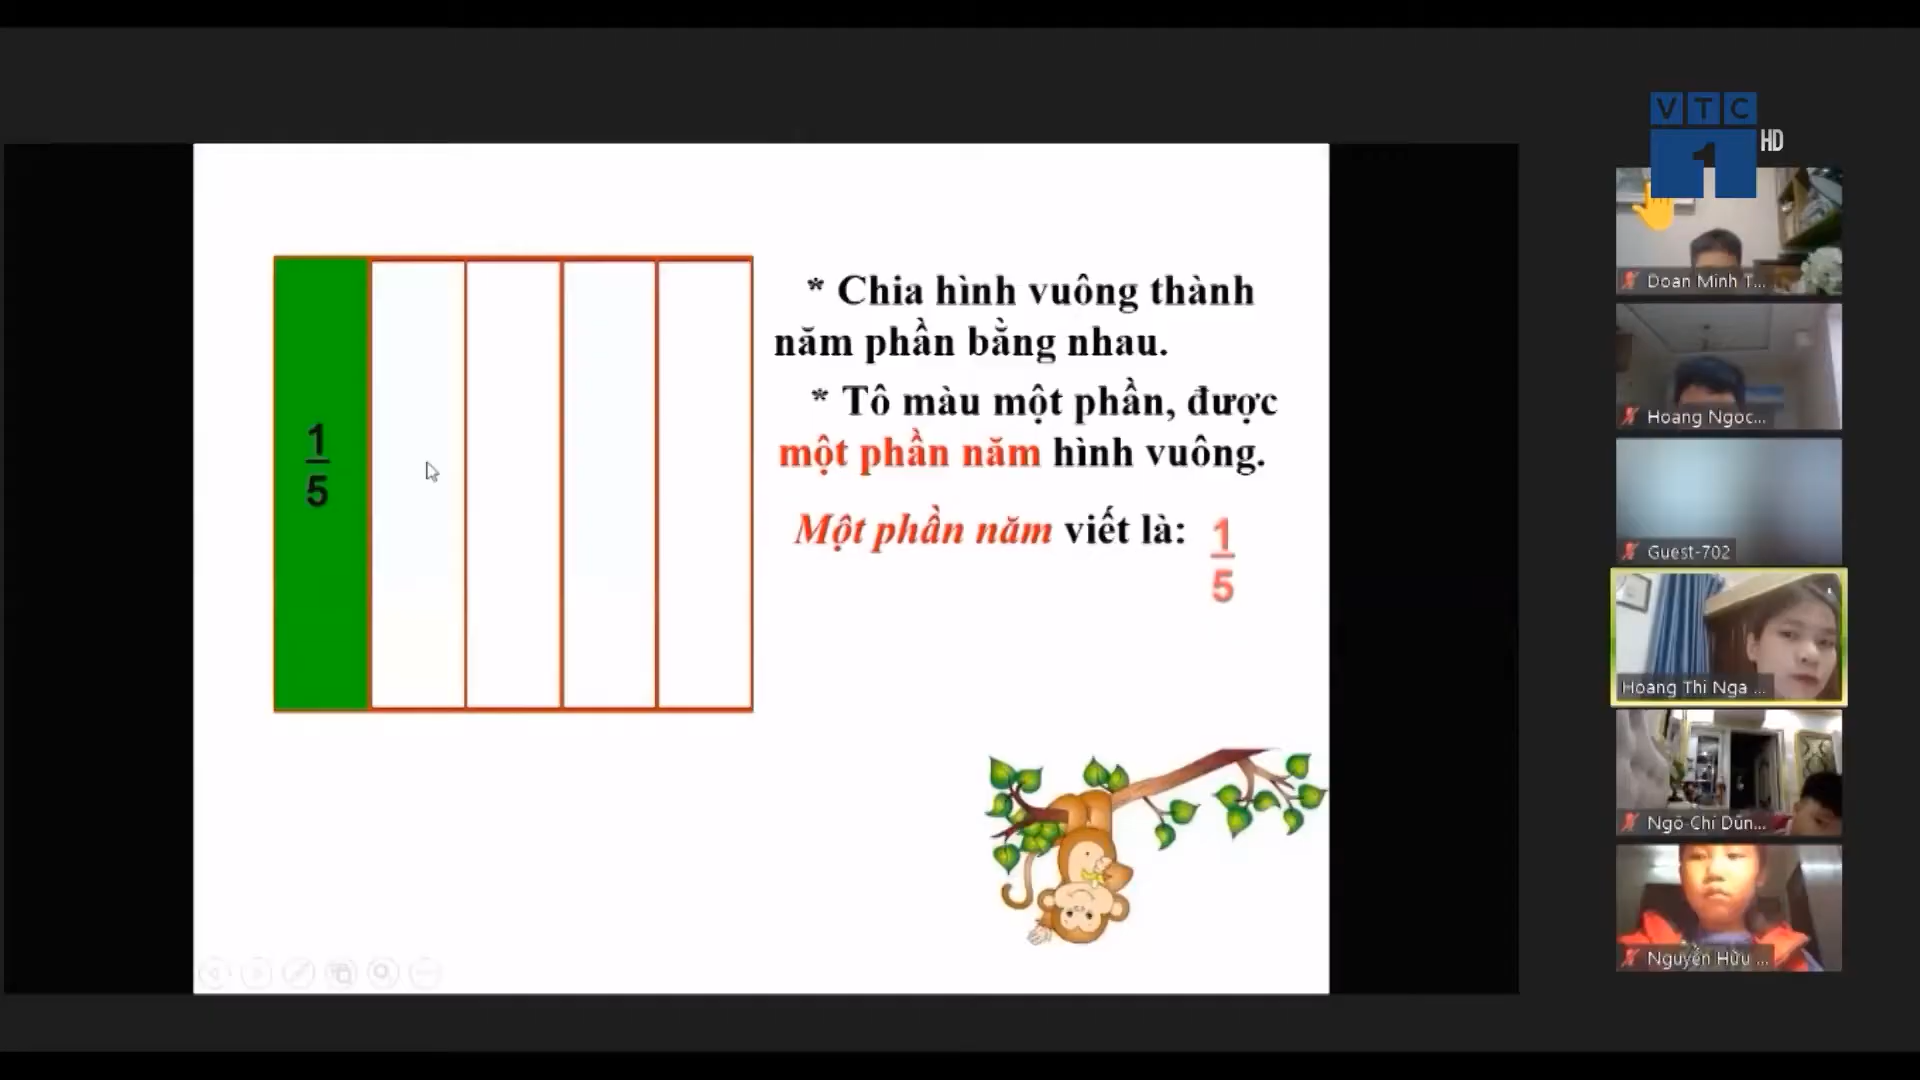 VTC
1
HD
* Chia hình vuông thành
năm phần bằng nhau.
* Tô màu một phần, được
một phần năm hình vuông.
Một phần năm viết là:
1
5
1
5
Doan Minh T...
Hoang Ngoc...
Guest-702
Hoang Thi Nga ...
Ngô Chí Dũn...
Nguyễn Hữu ...